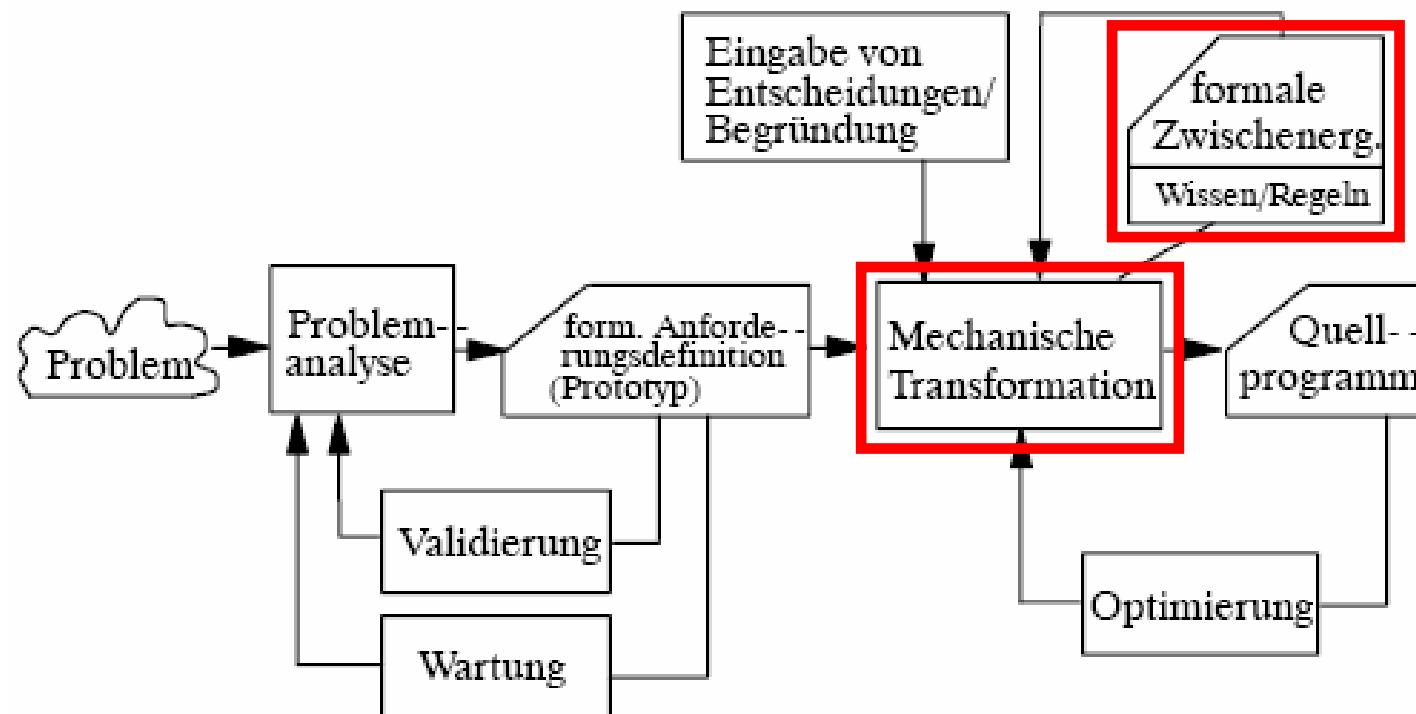 Eingabe von
Entscheidungen/
Begründung
formale
Zwischenerg.
Wissen/Regeln
Problem
Problem--
analyse
form. Anforde--
rungsdefinition
(Prototyp)
Mechanische
Transformation
Quell--
programm
Validierung
Optimierung
Wartung